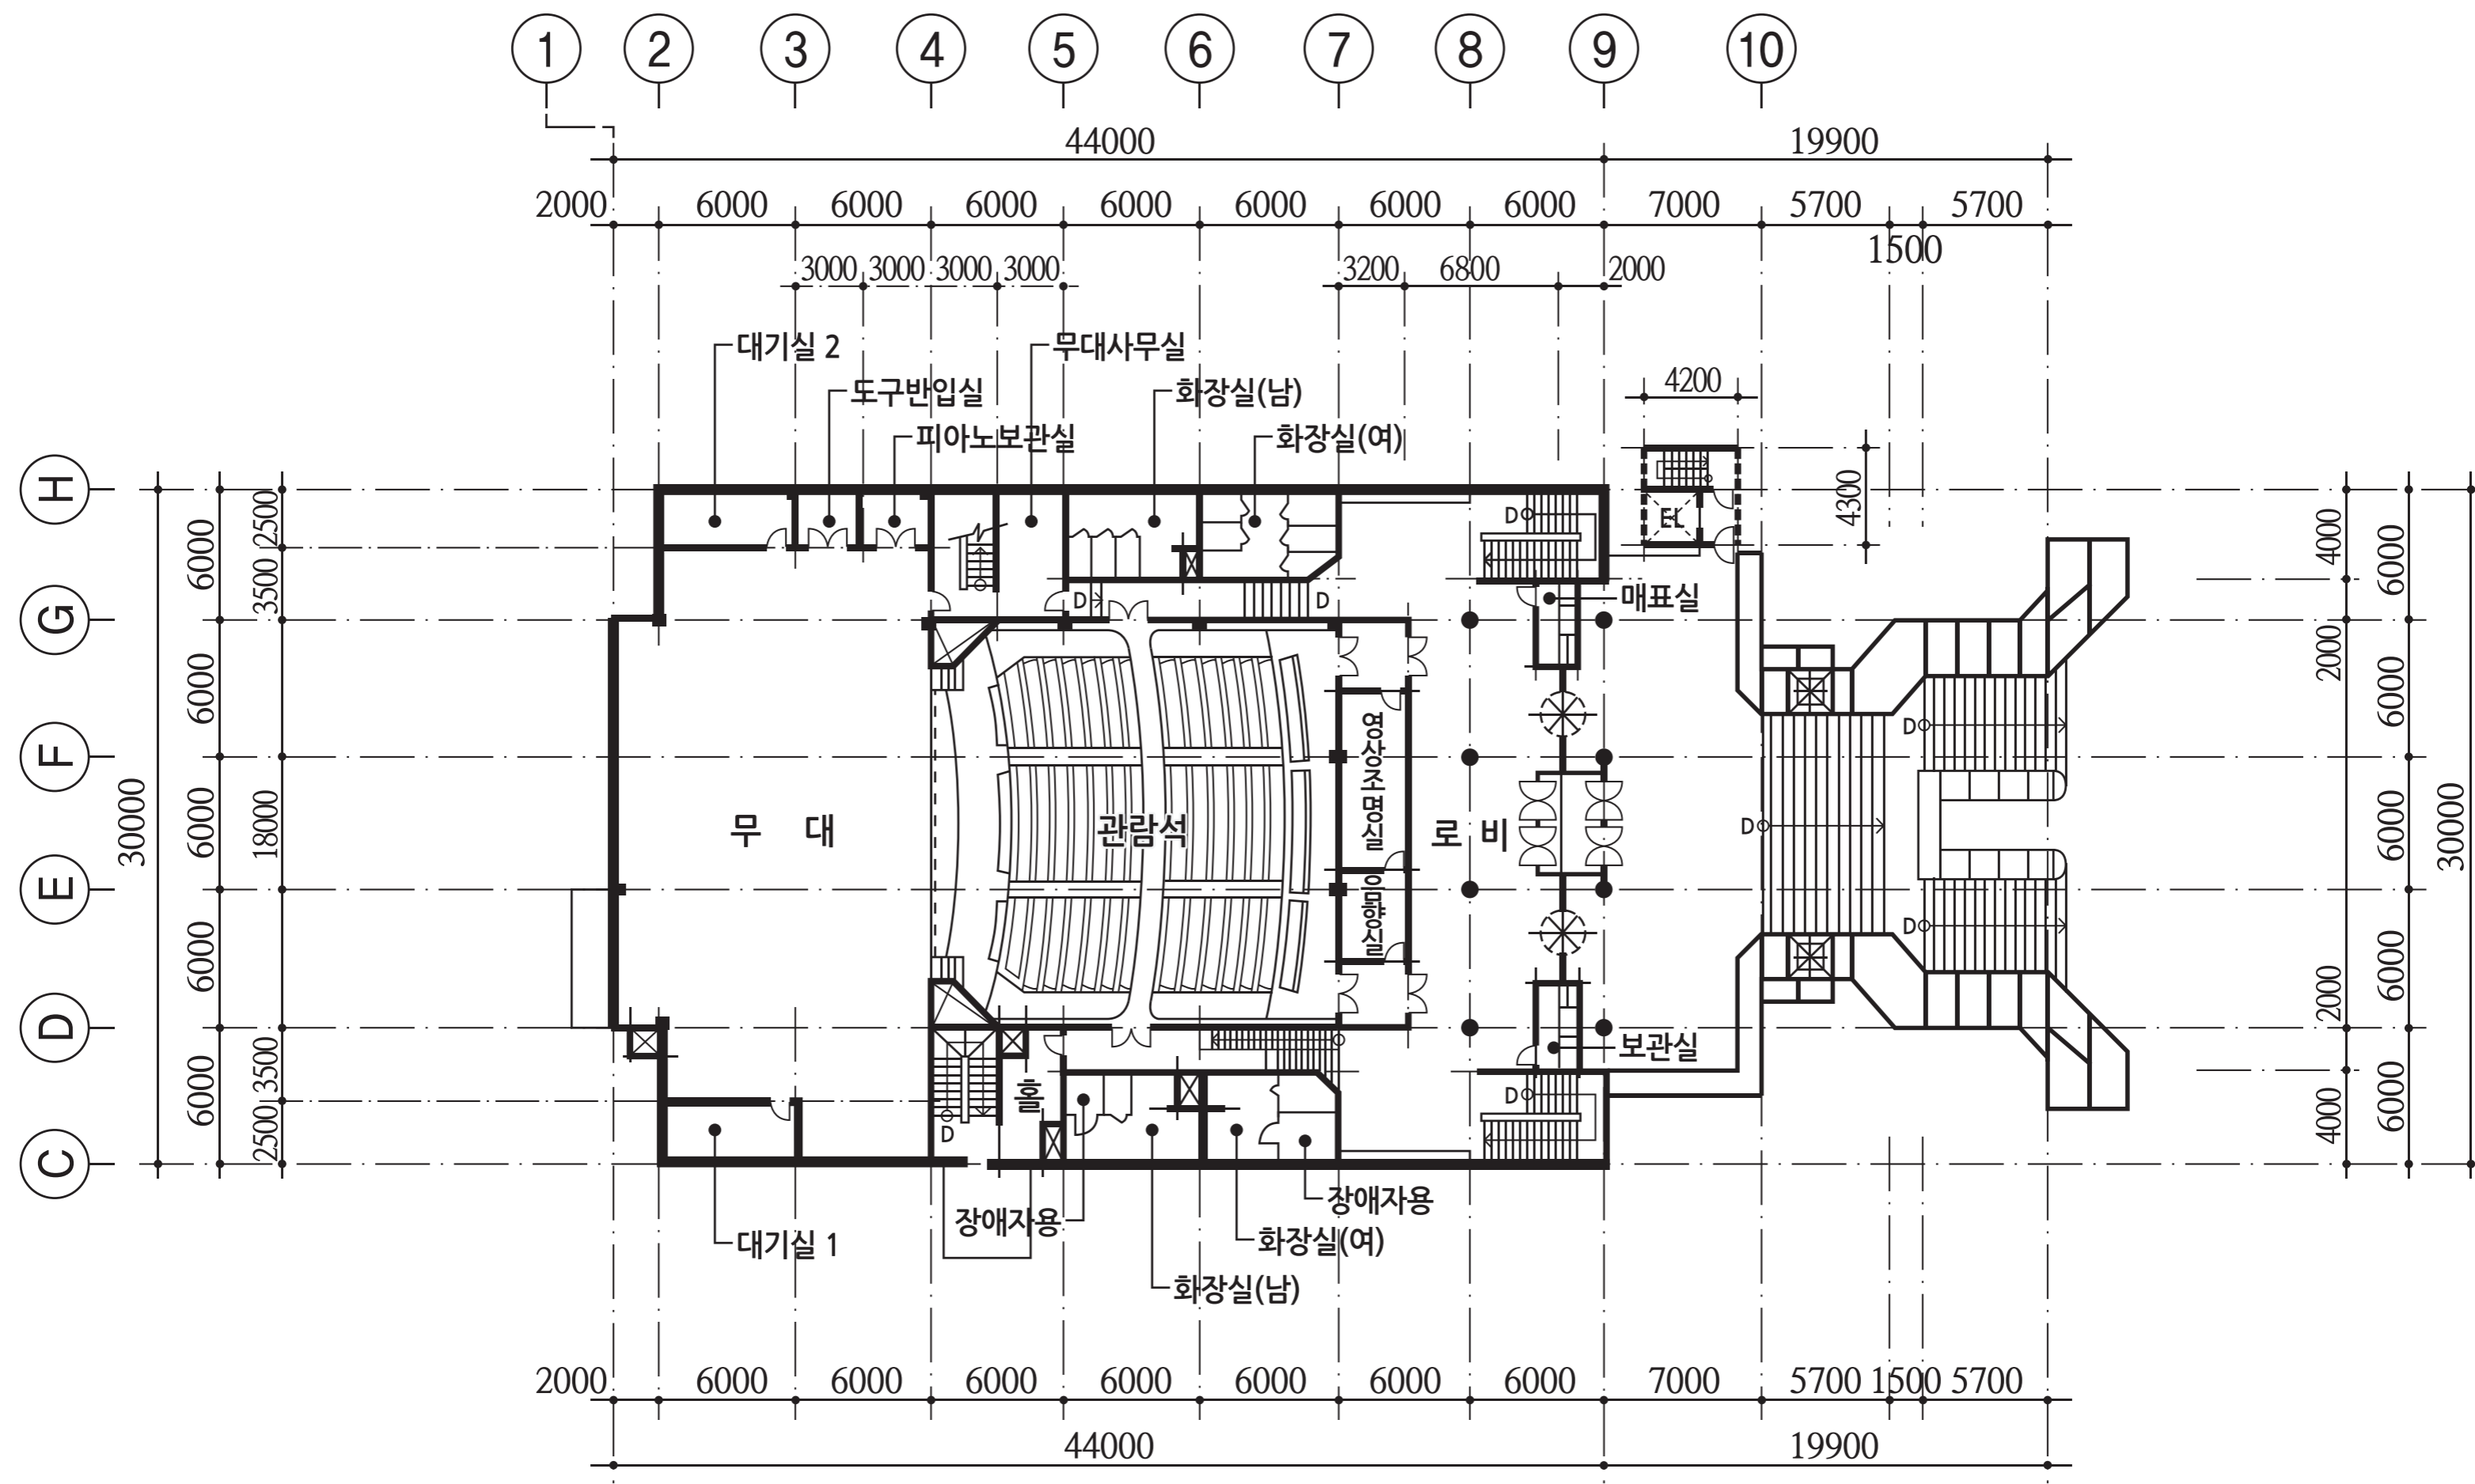 1 2 3 4 5 6 7 8 9 10
44000 19900
2000 6000 6000 6000 6000 6000 6000 6000 7000 5700 5700
1500
3000 3000 3000 3000 3200 6800 2000
대기실 2 무대사무실
도구반입실 화장실(남) 4200
피아노보관실 화장실(여)
H
G
F
E
D
C
30000
6000
6000
6000
6000
6000
2500
3500
18000
3500
2500
4300
EL
D
D
D
매표실
D
D
D
영상조명실
무 대
관람석
로 비
음향실
보관실
D
홀
D
4000
2000
2000
4000
6000
6000
6000
6000
6000
30000
장애자용
장애자용
대기실 1
화장실(여)
화장실(남)
2000 6000 6000 6000 6000 6000 6000 6000 7000 5700 1500 5700
44000 19900